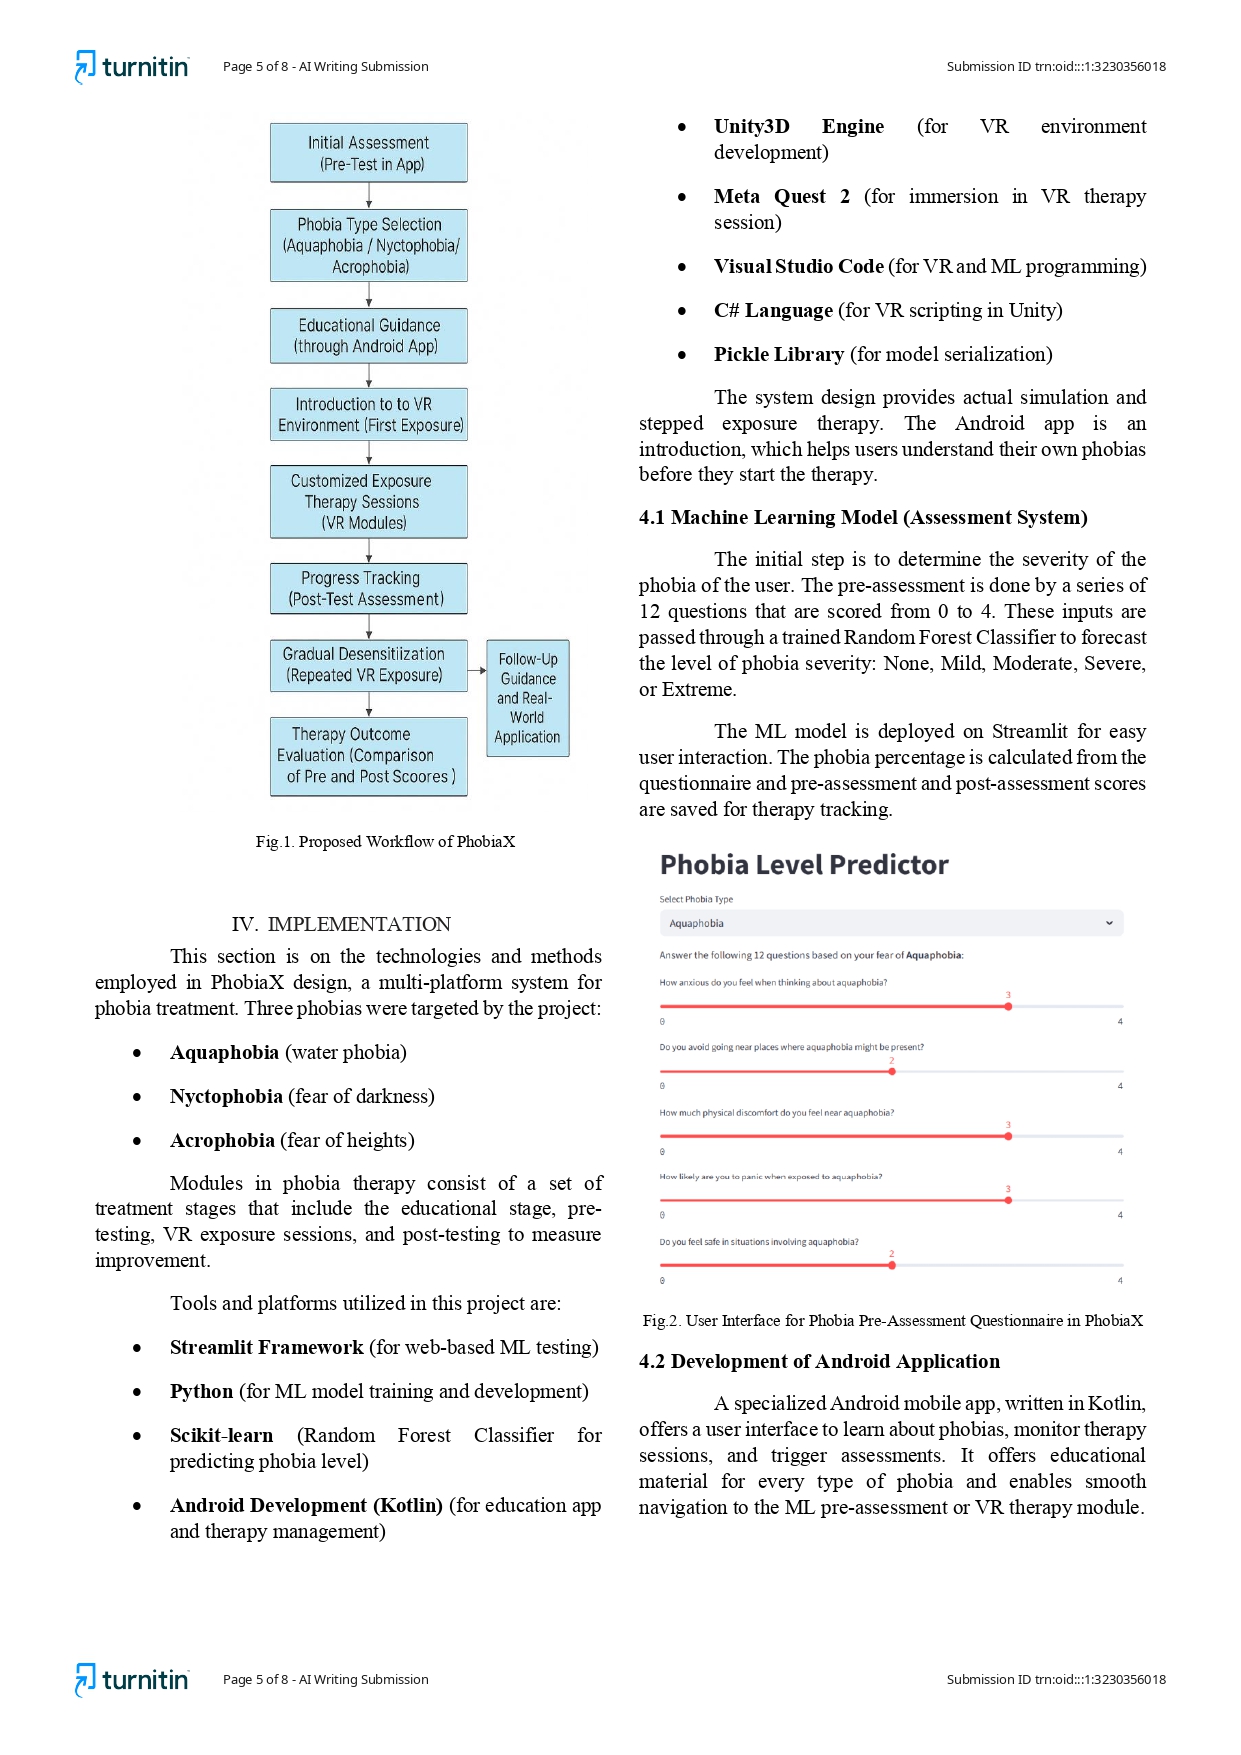 turnitin
Page 5 of 8 - AI Writing Submission
Submission ID trn:oid:::1:3230356018
Initial Assessment
(Pre-Test in App)
Phobia Type Selection
(Aquaphobia / Nyctophobia/
Acrophobia)
Educational Guidance
(through Android App)
Introduction to to VR
Environment (First Exposure)
Customized Exposure
Therapy Sessions
(VR Modules)
Progress Tracking
(Post-Test Assessment)
Gradual Desensitiization
(Repeated VR Exposure)
Follow-Up
Guidance
and Real-
World
Application
Therapy Outcome
Evaluation (Comparison
of Pre and Post Scoores )
Fig.1. Proposed Workflow of PhobiaX
IV. IMPLEMENTATION
This section is on the technologies and methods
employed in PhobiaX design, a multi-platform system for
phobia treatment. Three phobias were targeted by the project:
• Aquaphobia (water phobia)
• Nyctophobia (fear of darkness)
• Acrophobia (fear of heights)
Modules in phobia therapy consist of a set of
treatment stages that include the educational stage, pre-
testing, VR exposure sessions, and post-testing to measure
improvement.
Tools and platforms utilized in this project are:
• Streamlit Framework (for web-based ML testing)
• Python (for ML model training and development)
• Scikit-learn (Random Forest Classifier for
predicting phobia level)
• Android Development (Kotlin) (for education app
and therapy management)
• Unity3D Engine (for VR environment
development)
• Meta Quest 2 (for immersion in VR therapy
session)
• Visual Studio Code (for VR and ML programming)
• C# Language (for VR scripting in Unity)
• Pickle Library (for model serialization)
The system design provides actual simulation and
stepped exposure therapy. The Android app is an
introduction, which helps users understand their own phobias
before they start the therapy.
4.1 Machine Learning Model (Assessment System)
The initial step is to determine the severity of the
phobia of the user. The pre-assessment is done by a series of
12 questions that are scored from 0 to 4. These inputs are
passed through a trained Random Forest Classifier to forecast
the level of phobia severity: None, Mild, Moderate, Severe,
or Extreme.
The ML model is deployed on Streamlit for easy
user interaction. The phobia percentage is calculated from the
questionnaire and pre-assessment and post-assessment scores
are saved for therapy tracking.
Phobia Level Predictor
Select Phobia Type
Aquaphobia
Answer the following 12 questions based on your fear of Aquaphobia:
How anxious do you feel when thinking about aquaphobia?
3
0 4
Do you avoid going near places where aquaphobia might be present?
2
0 4
How much physical discomfort do you feel near aquaphobia?
3
0 4
How likely are you to panic when exposed to aquaphobia?
3
0 4
Do you feel safe in situations involving aquaphobia?
2
0 4
Fig.2. User Interface for Phobia Pre-Assessment Questionnaire in PhobiaX
4.2 Development of Android Application
A specialized Android mobile app, written in Kotlin,
offers a user interface to learn about phobias, monitor therapy
sessions, and trigger assessments. It offers educational
material for every type of phobia and enables smooth
navigation to the ML pre-assessment or VR therapy module.
turnitin
Page 5 of 8 - AI Writing Submission
Submission ID trn:oid:::1:3230356018